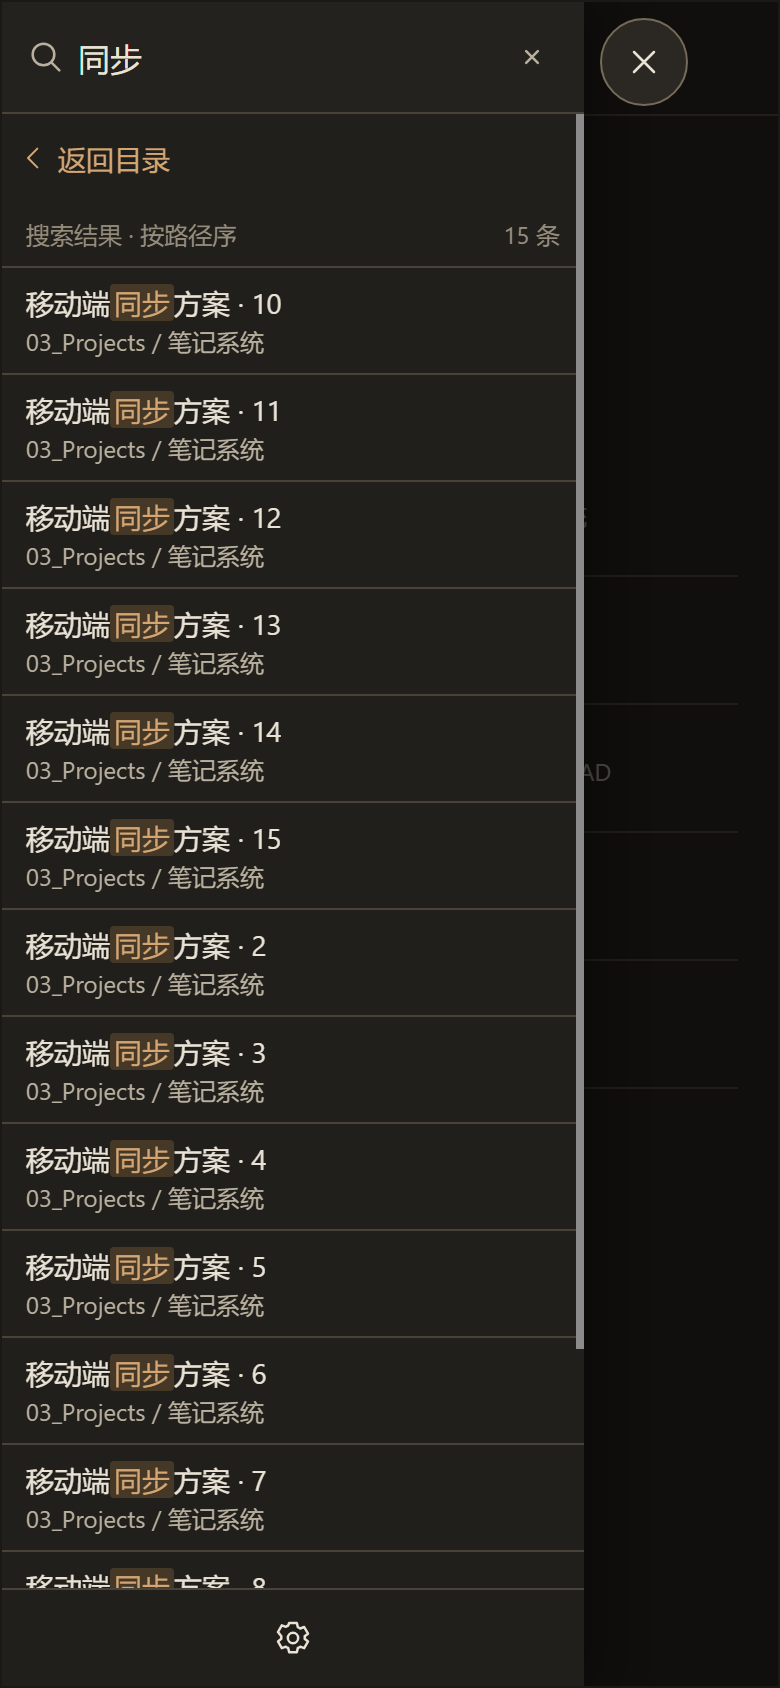 同步
返回目录
搜索结果 · 按路径序 15 条
移动端同步方案 · 10
03_Projects / 笔记系统
移动端同步方案 · 11
03_Projects / 笔记系统
移动端同步方案 · 12
03_Projects / 笔记系统
移动端同步方案 · 13
03_Projects / 笔记系统
移动端同步方案 · 14
03_Projects / 笔记系统
AD
移动端同步方案 · 15
03_Projects / 笔记系统
移动端同步方案 · 2
03_Projects / 笔记系统
移动端同步方案 · 3
03_Projects / 笔记系统
移动端同步方案 · 4
03_Projects / 笔记系统
移动端同步方案 · 5
03_Projects / 笔记系统
移动端同步方案 · 6
03_Projects / 笔记系统
移动端同步方案 · 7
03_Projects / 笔记系统
移动端同步方案 · 8